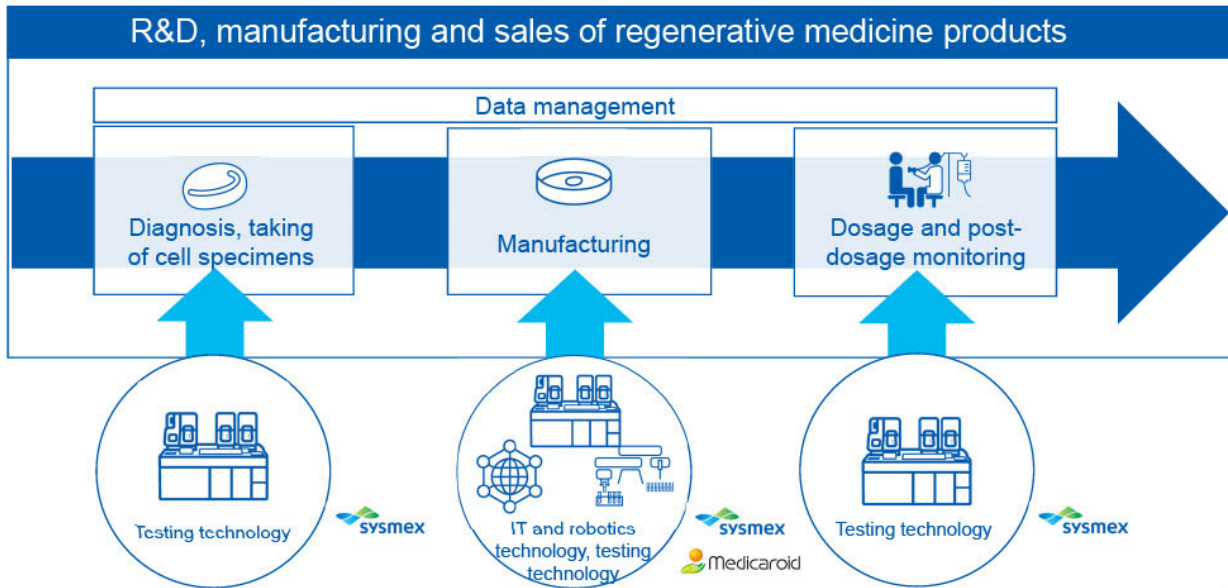 R&D, manufacturing and sales of regenerative medicine products
Data management
Diagnosis, taking
of cell specimens
Manufacturing
Dosage and post-
dosage monitoring
Testing technology
sysmex
IT and robotics
technology, testing
technology
sysmex
Medicaroid
Testing technology
sysmex